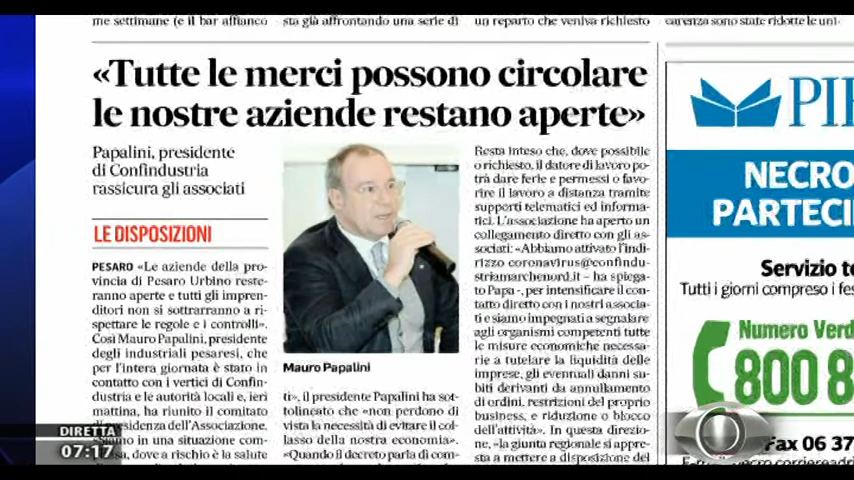 me settimane (e il bar affianco
sta già affrontando una serie di
un reparto che veniva richiesto
carenza sono state ridotte le uni-
«Tutte le merci possono circolare
le nostre aziende restano aperte»
Papalini, presidente
di Confindustria
rassicura gli associati
LE DISPOSIZIONI
PESARO «Le aziende della pro-
vincia di Pesaro Urbino reste-
ranno aperte e tutti gli impren-
ditori non si sottrarranno a ri-
spettare le regole e i controlli».
Così Mauro Papalini, presidente
degli industriali pesaresi, che
per l'intera giornata è stato in
contatto con i vertici di Confin-
dustria e le autorità locali e, ieri
mattina, ha riunito il comitato
presidenza dell'Associazione.
«Siamo in una situazione com-
sa, dove a rischio è la salute
Mauro Papalini
ti», il presidente Papalini ha sot-
tolineato che «non perdono di
vista la necessità di evitare il col-
lasso della nostra economia».
«Quando il decreto parla di com-
Resta inteso che, dove possibile
o richiesto, il datore di lavoro po-
trà dare ferie e permessi o favo-
rire il lavoro a distanza tramite
supporti telematici ed informa-
tici. L'associazione ha aperto un
collegamento diretto con gli as-
sociati: «Abbiamo attivato l'indi-
rizzo coronavirus@confindu-
striamarchenord.it – ha spiega-
to Papa -, per intensificare il con-
tatto diretto con i nostri associa-
ti e siamo impegnati a segnalare
agli organismi competenti tutte
le misure economiche necessa-
rie a tutelare la liquidità delle
imprese, gli eventuali danni su-
biti derivanti da annullamento
di ordini, restrizioni del proprio
business, e riduzione o blocco
dell'attività». In questa direzio-
ne, «la giunta regionale si appre-
sta a mettere a disposizione del
PIE
NECRO
PARTECI
Servizio te
Tutti i giorni compreso i fes
Numero Verd
800 8
Fax 06 37
DIRETTA
07:17